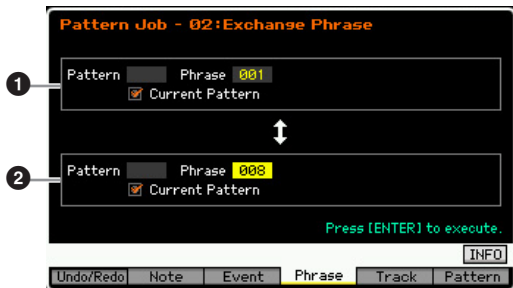 Pattern Job - 02:Exchange Phrase
1
Pattern Phrase 001
Current Pattern
2
Pattern Phrase 008
Current Pattern
Press [ENTER] to execute.
INFO
Undo/Redo Note Event Phrase Track Pattern